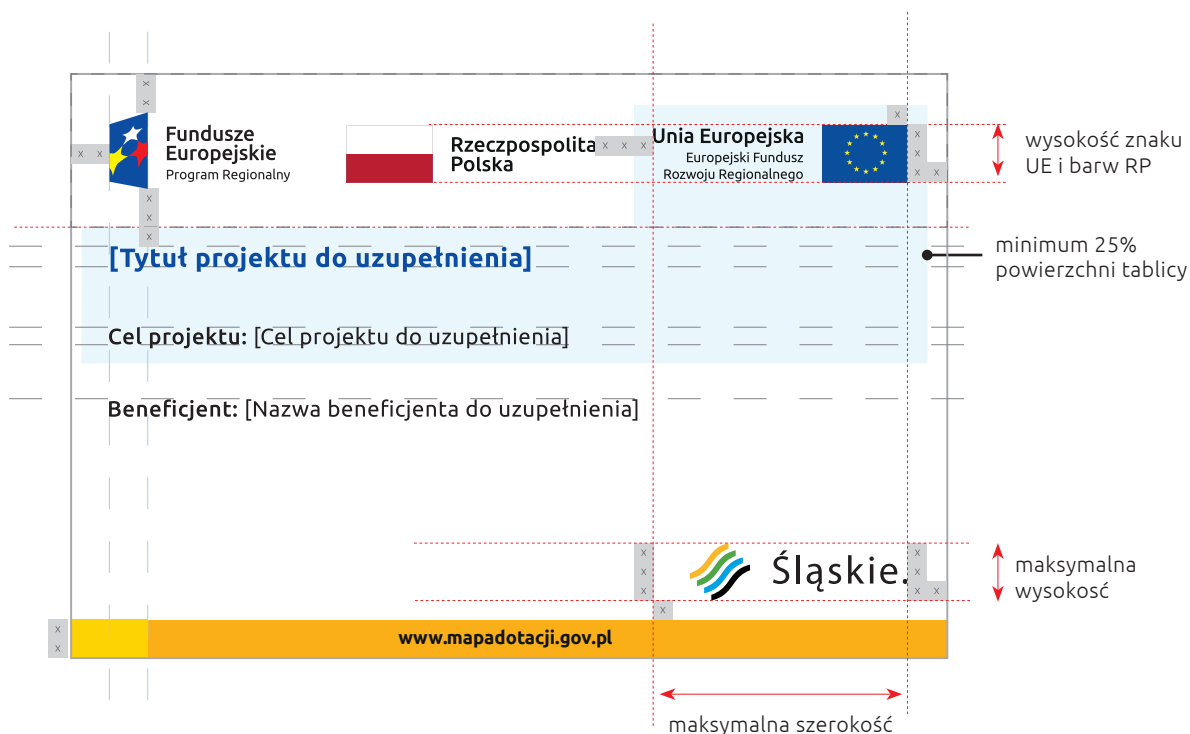 x
x
Fundusze
Europejskie
Program Regionalny
x x
Rzeczpospolita
Polska
x x x
Unia Europejska
Europejski Fundusz
Rozwoju Regionalnego
x
x
x
x x
wysokość znaku
UE i barw RP
x
x
x
[Tytuł projektu do uzupełnienia]
minimum 25%
powierzchni tablicy
Cel projektu: [Cel projektu do uzupełnienia]
Beneficjent: [Nazwa beneficjenta do uzupełnienia]
x
x
x
x
Śląskie.
x
x
x x
maksymalna
wysokosć
x
x
www.mapadotacji.gov.pl
maksymalna szerokość